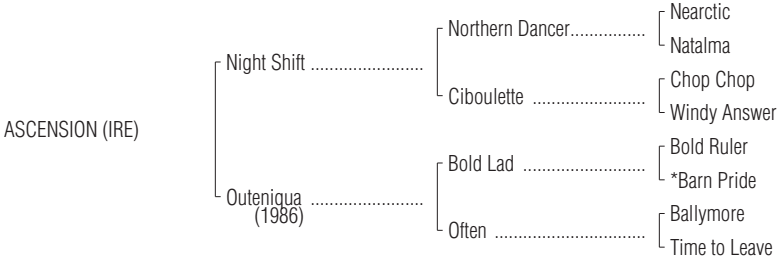 Nearctic
Northern Dancer................
Natalma
Night Shift .......................
Chop Chop
Ciboulette .......................
Windy Answer
ASCENSION (IRE)
Bold Ruler
Bold Lad .........................
*Barn Pride
Outeniqua .......................
(1986)
Ballymore
Often ..............................
Time to Leave